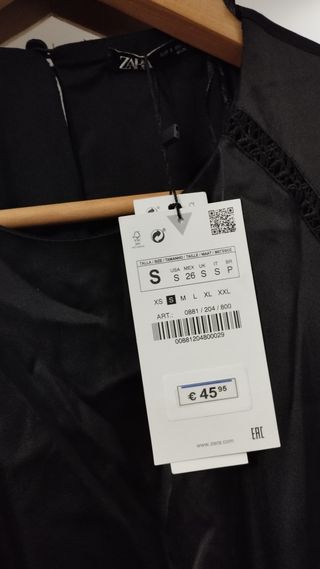 ZARA
TALLA / SIZE / TAMANHO / TAILLE / MAAT / MĚRENCE
USA MEX UK IT BR
S S 26 S S P
XS S M L XL XXL
ART.: 0881 / 204 / 800
00881204800029
€ 45 95
www.zara.com
EAC